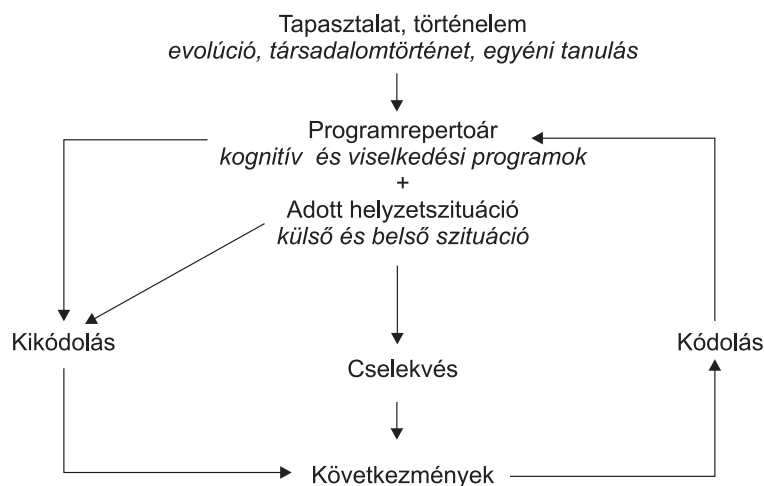 Tapasztalat, történelem
evolúció, társadalomtörténet, egyéni tanulás
Programrepertoár
kognitív és viselkedési programok
+
Adott helyzetszituáció
külső és belső szituáció
Kikódolás
Kódolás
Cselekvés
Következmények